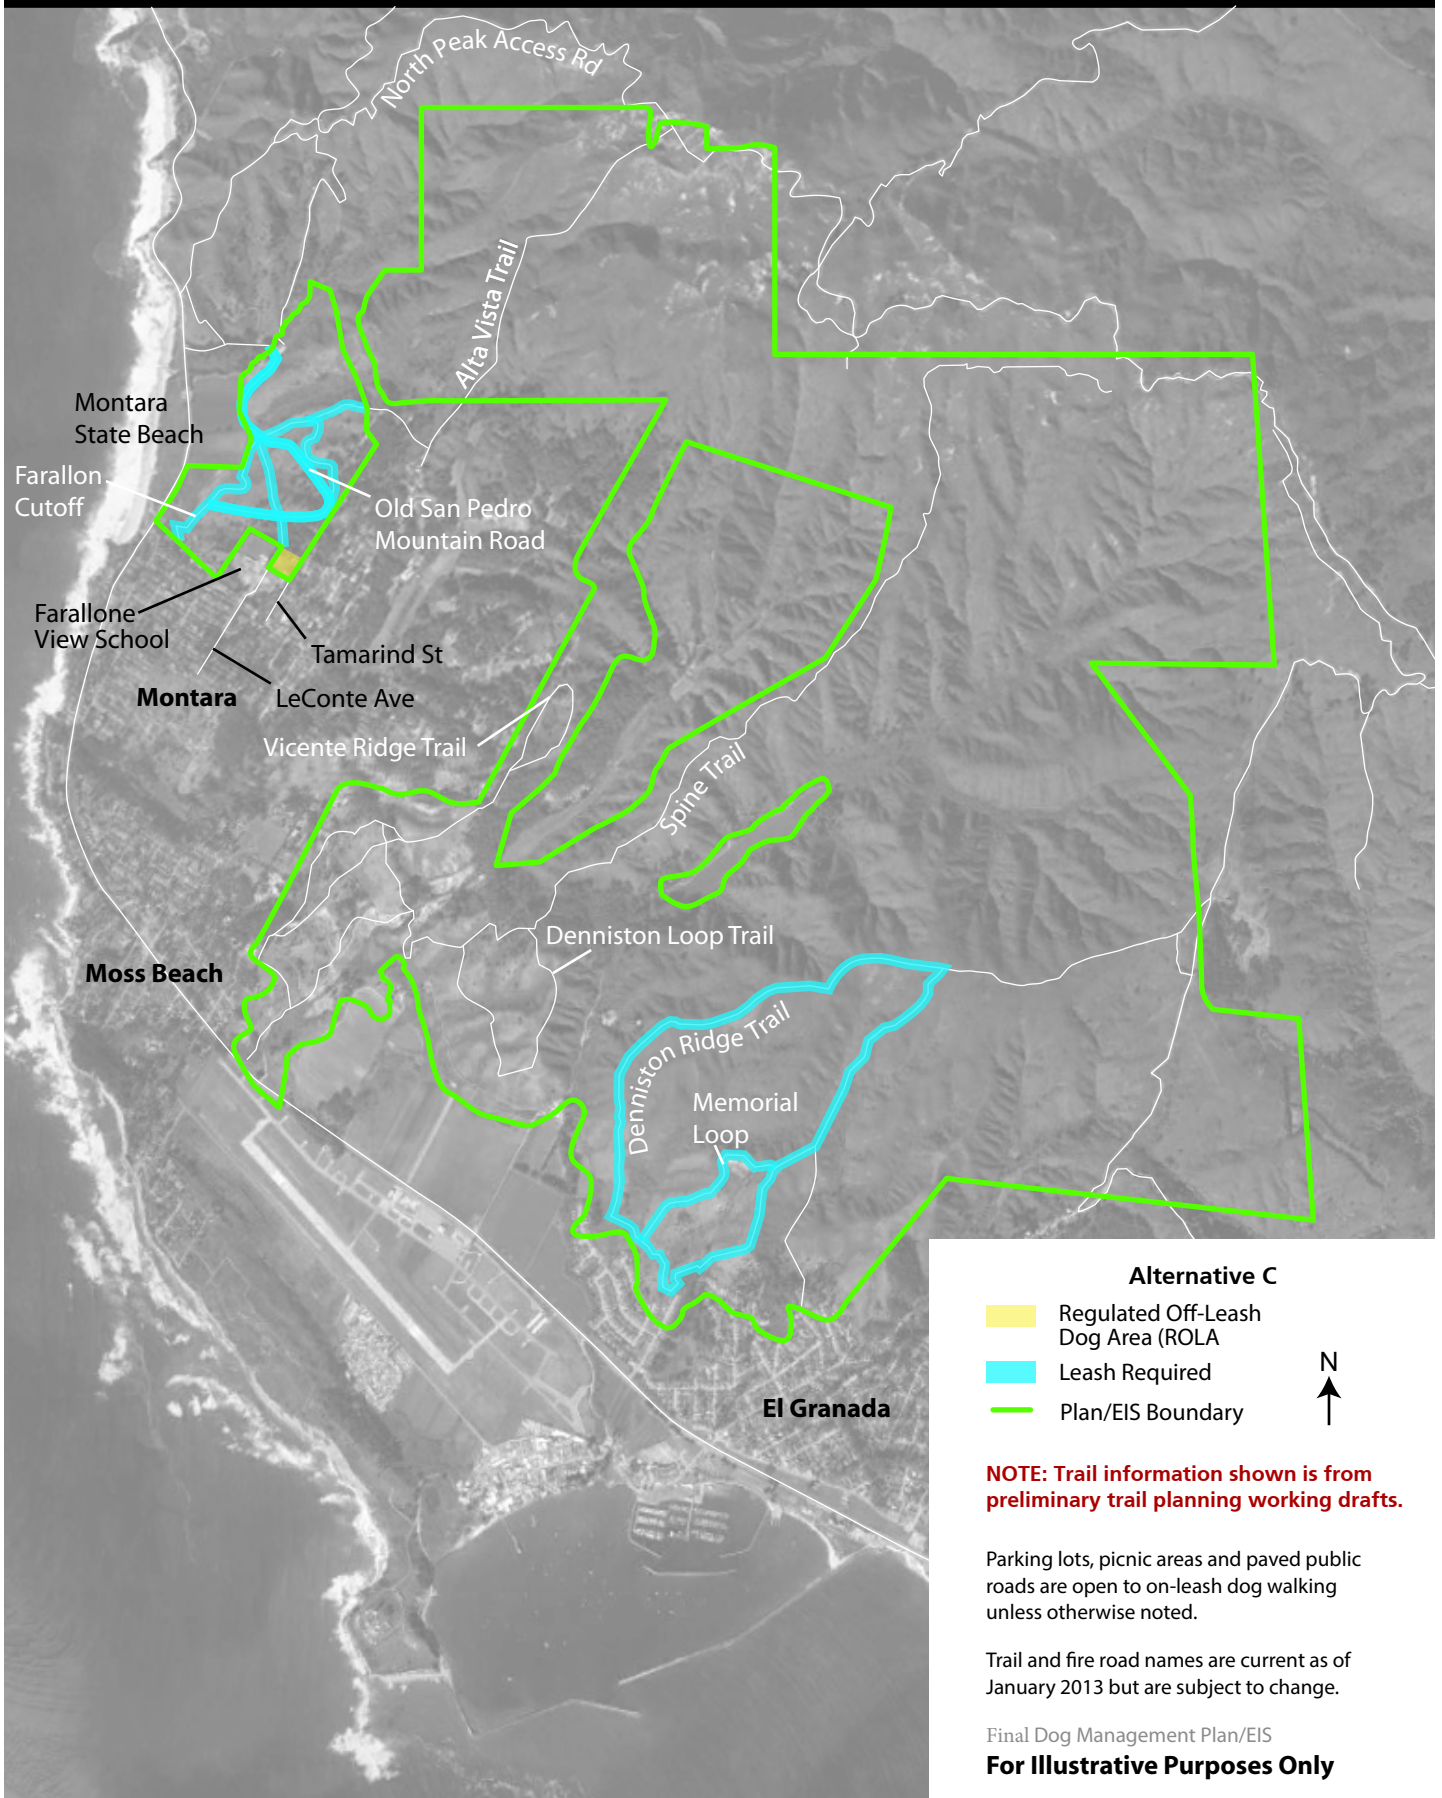 North Peak Access Rd
Alta Vista Trail
Montara
State Beach
Farallon
Cutoff
Old San Pedro
Mountain Road
Farallone
View School
Tamarind St
Montara
LeConte Ave
Vicente Ridge Trail
Spine Trail
Denniston Loop Trail
Moss Beach
Denniston Ridge Trail
Memorial
Loop
El Granada
Alternative C
Regulated Off-Leash
Dog Area (ROLA
Leash Required
Plan/EIS Boundary
N
NOTE: Trail information shown is from
preliminary trail planning working drafts.
Parking lots, picnic areas and paved public
roads are open to on-leash dog walking
unless otherwise noted.
Trail and fire road names are current as of
January 2013 but are subject to change.
Final Dog Management Plan/EIS
For Illustrative Purposes Only